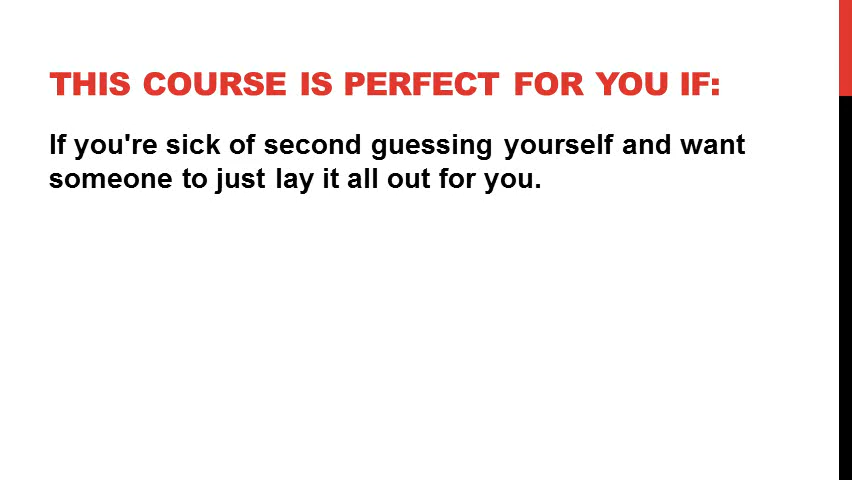 THIS COURSE IS PERFECT FOR YOU IF:
If you're sick of second guessing yourself and want
someone to just lay it all out for you.